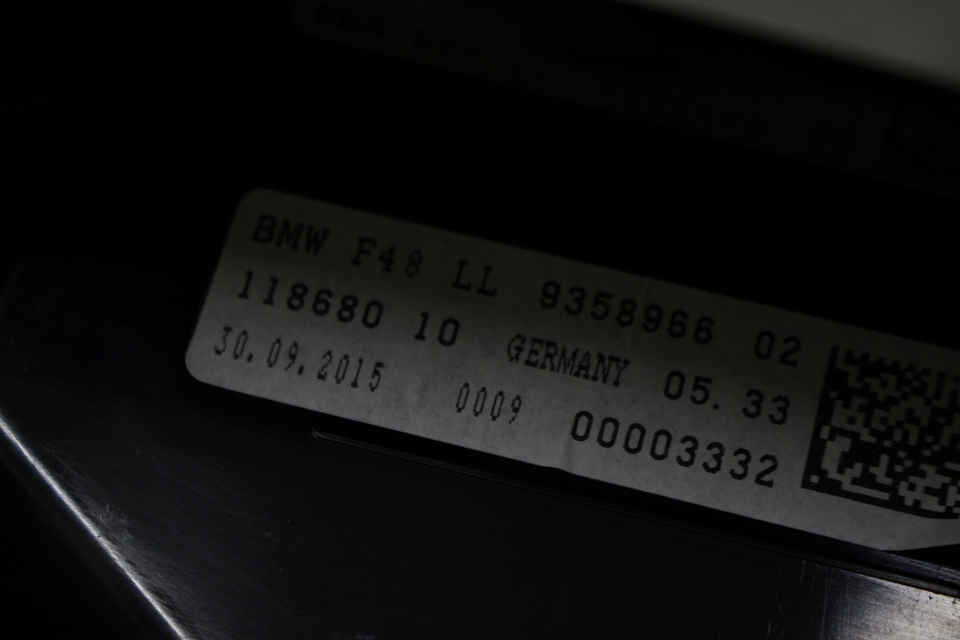 BMW F48 LL 9358966 02
118680 10 GERMANY 05.33
30.09.2015 0009 00003332